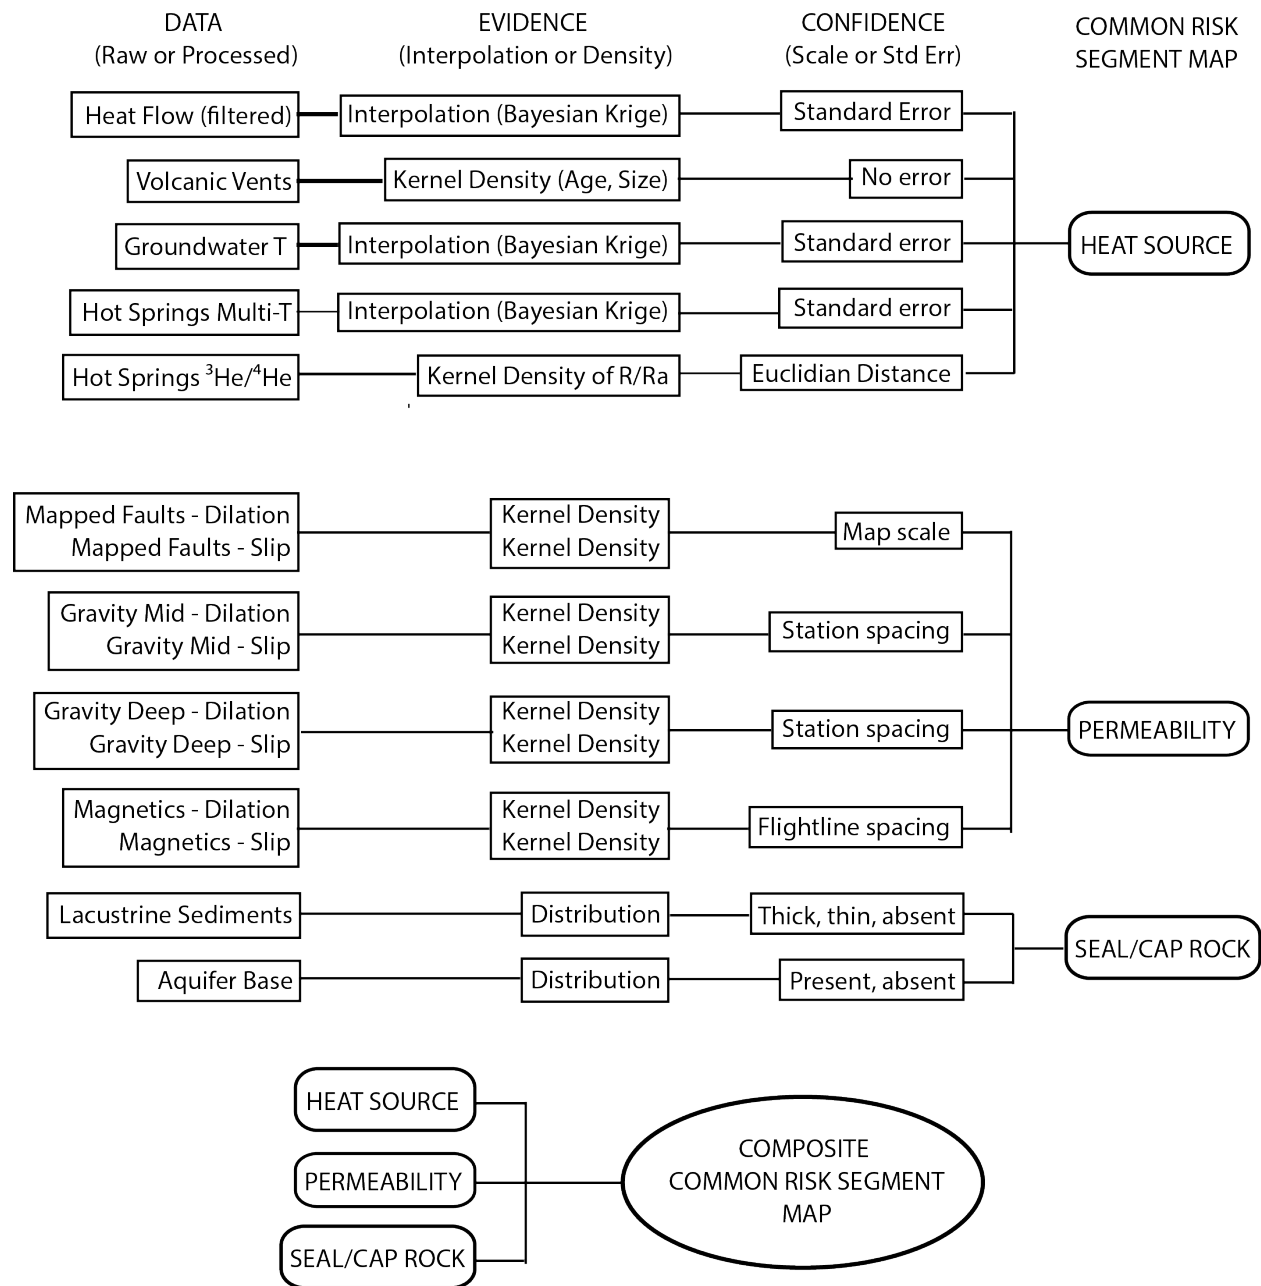 DATA
(Raw or Processed)
EVIDENCE
(Interpolation or Density)
CONFIDENCE
(Scale or Std Err)
COMMON RISK
SEGMENT MAP
Heat Flow (filtered)
Interpolation (Bayesian Krige)
Standard Error
Volcanic Vents
Kernel Density (Age, Size)
No error
Groundwater T
Interpolation (Bayesian Krige)
Standard error
HEAT SOURCE
Hot Springs Multi-T
Interpolation (Bayesian Krige)
Standard error
Hot Springs ³He/⁴He
Kernel Density of R/Ra
Euclidian Distance
Mapped Faults - Dilation
Mapped Faults - Slip
Kernel Density
Kernel Density
Map scale
Gravity Mid - Dilation
Gravity Mid - Slip
Kernel Density
Kernel Density
Station spacing
Gravity Deep - Dilation
Gravity Deep - Slip
Kernel Density
Kernel Density
Station spacing
PERMEABILITY
Magnetics - Dilation
Magnetics - Slip
Kernel Density
Kernel Density
Flightline spacing
Lacustrine Sediments
Distribution
Thick, thin, absent
SEAL/CAP ROCK
Aquifer Base
Distribution
Present, absent
HEAT SOURCE
PERMEABILITY
SEAL/CAP ROCK
COMPOSITE
COMMON RISK SEGMENT
MAP